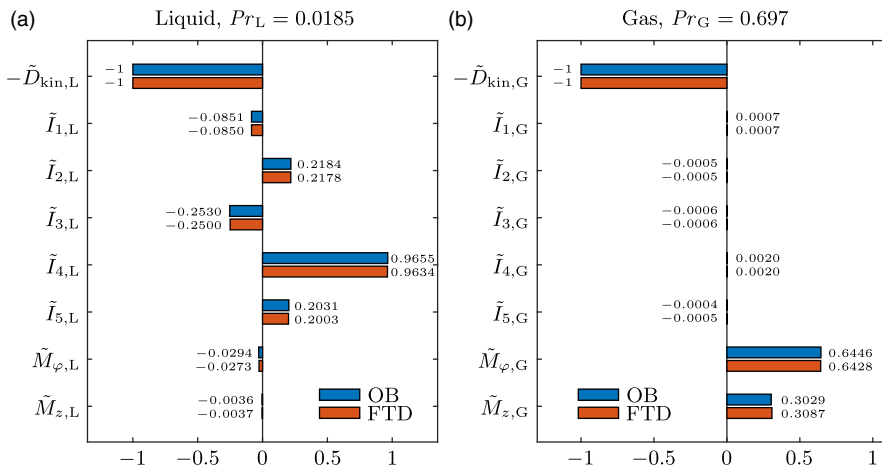 (a) Liquid, Pr_L = 0.0185
−D̃_kin,L −1
−1
Ĩ_1,L −0.0851
−0.0850
Ĩ_2,L 0.2184
0.2178
Ĩ_3,L −0.2530
−0.2500
Ĩ_4,L 0.9655
0.9634
Ĩ_5,L 0.2031
0.2003
M̃_φ,L −0.0294
−0.0273
M̃_z,L −0.0036
−0.0037
OB
FTD
−1 −0.5 0 0.5 1
(b) Gas, Pr_G = 0.697
−D̃_kin,G −1
−1
Ĩ_1,G 0.0007
0.0007
Ĩ_2,G −0.0005
−0.0005
Ĩ_3,G −0.0006
−0.0006
Ĩ_4,G 0.0020
0.0020
Ĩ_5,G −0.0004
−0.0005
M̃_φ,G 0.6446
0.6428
M̃_z,G 0.3029
0.3087
OB
FTD
−1 −0.5 0 0.5 1